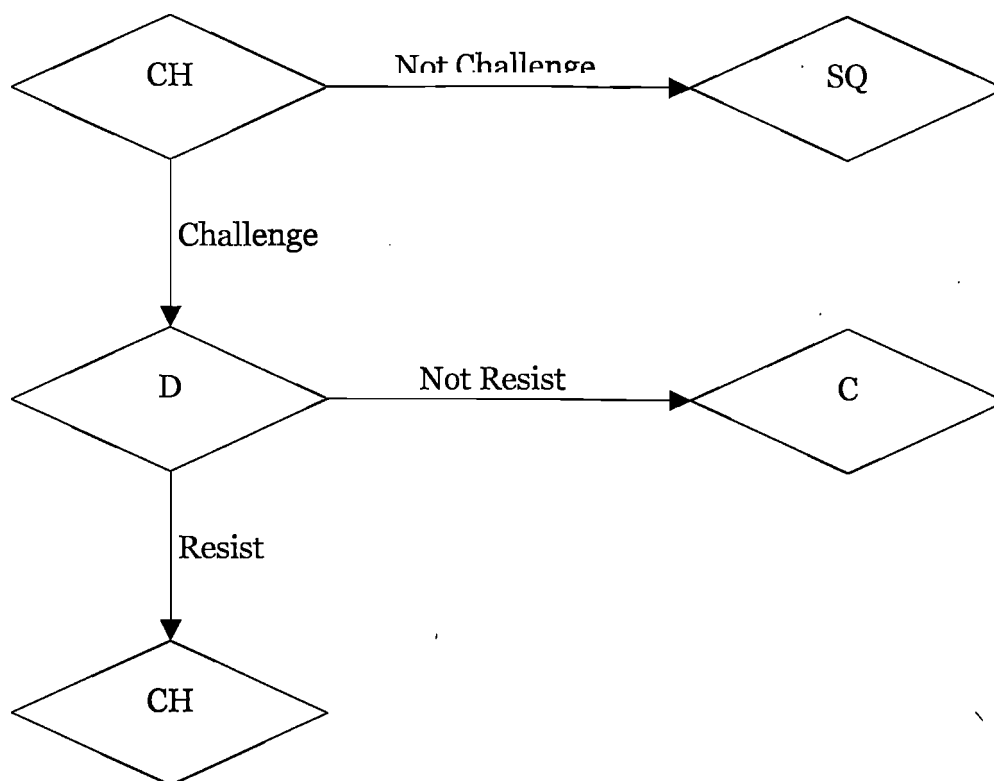 CH
Not Challenge
SQ
Challenge
D
Not Resist
C
Resist
CH